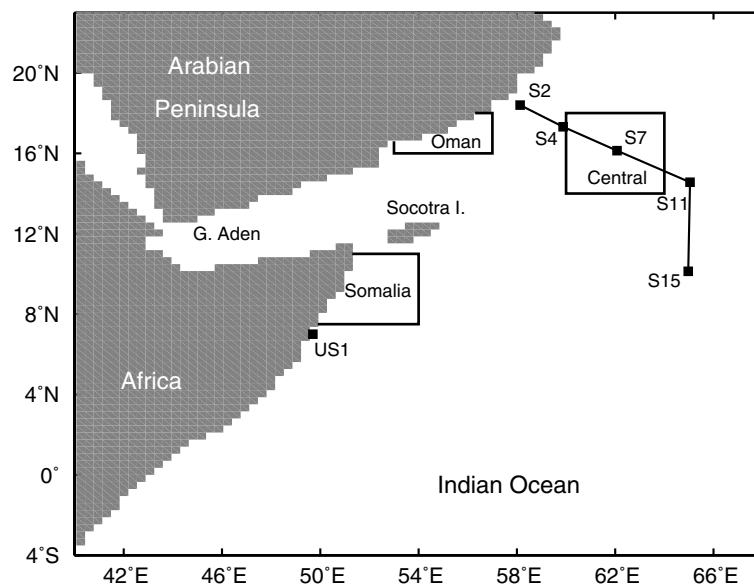 20˚N
16˚N
12˚N
8˚N
4˚N
0˚
4˚S
42˚E
46˚E
50˚E
54˚E
58˚E
62˚E
66˚E
Arabian
Peninsula
S2
S4
S7
Oman
Central
S11
Socotra I.
G. Aden
S15
Somalia
US1
Africa
Indian Ocean